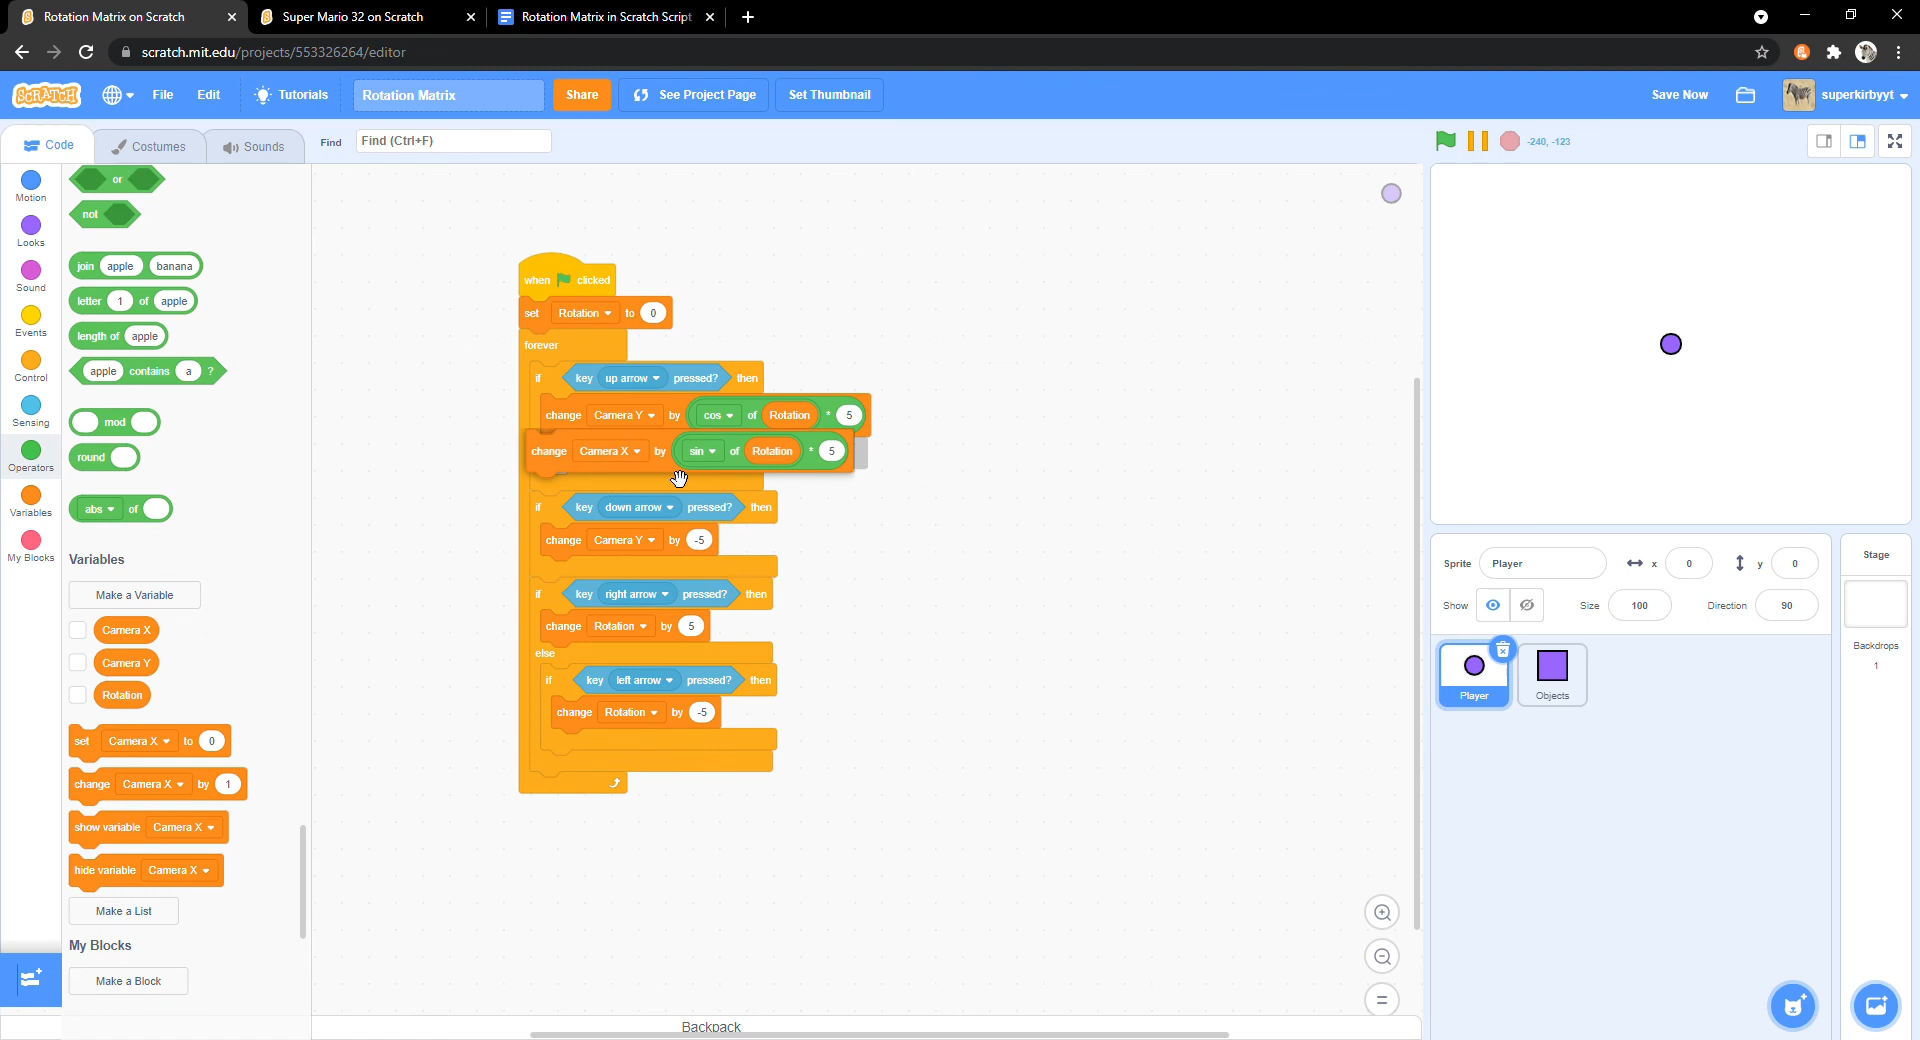 Rotation Matrix on Scratch
Super Mario 32 on Scratch
Rotation Matrix in Scratch Script
scratch.mit.edu/projects/553326264/editor
SCRATCH
File
Edit
Tutorials
Rotation Matrix
Share
See Project Page
Set Thumbnail
Save Now
superkirbyyt
Code
Costumes
Sounds
Find
Find (Ctrl+F)
-240, -123
Motion
Looks
Sound
Events
Control
Sensing
Operators
Variables
My Blocks
or
not
join apple banana
letter 1 of apple
length of apple
apple contains a ?
mod
round
abs of
Variables
Make a Variable
Camera X
Camera Y
Rotation
set Camera X to 0
change Camera X by 1
show variable Camera X
hide variable Camera X
Make a List
My Blocks
Make a Block
when clicked
set Rotation to 0
forever
if key up arrow pressed? then
change Camera Y by cos of Rotation * 5
change Camera X by sin of Rotation * 5
if key down arrow pressed? then
change Camera Y by -5
if key right arrow pressed? then
change Rotation by 5
else
if key left arrow pressed? then
change Rotation by -5
Backpack
Sprite Player x 0 y 0
Show Size 100 Direction 90
Player
Objects
Stage
Backdrops
1